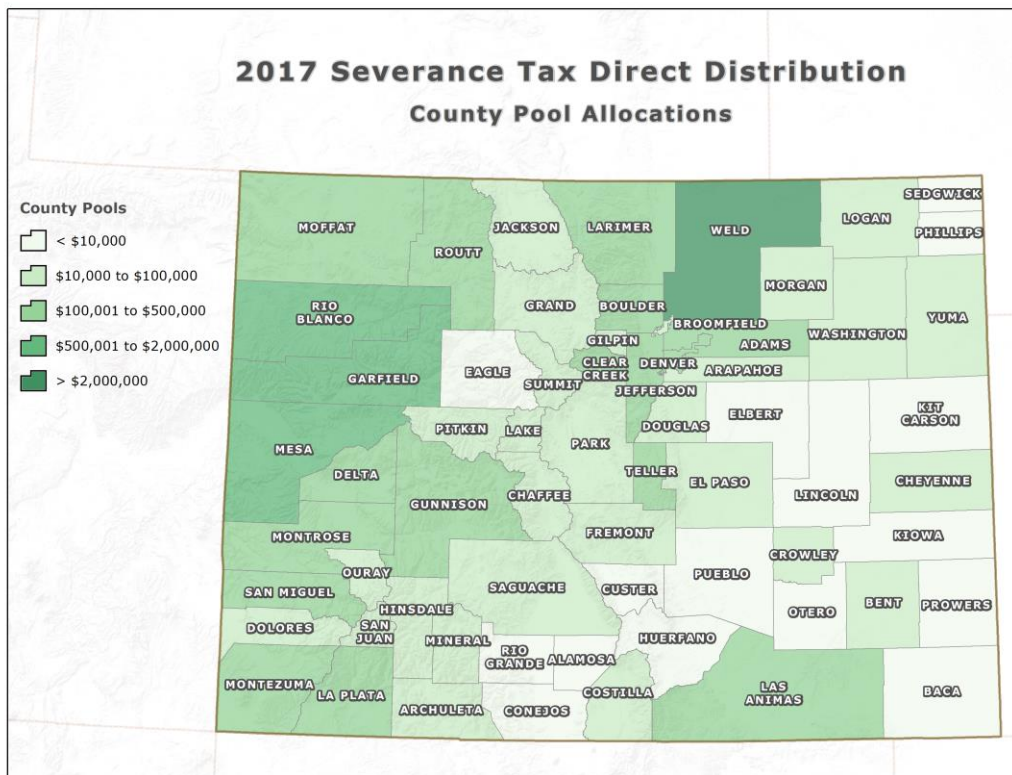 2017 Severance Tax Direct Distribution
County Pool Allocations
County Pools
< $10,000
$10,000 to $100,000
$100,001 to $500,000
$500,001 to $2,000,000
> $2,000,000
SEDGWICK
MOFFAT
JACKSON
LARIMER
WELD
LOGAN
PHILLIPS
ROUTT
MORGAN
RIO
BLANCO
GRAND
BOULDER
YUMA
BROOMFIELD
WASHINGTON
GILPIN
ADAMS
GARFIELD
EAGLE
CLEAR
CREEK
DENVER
ARAPAHOE
SUMMIT
JEFFERSON
ELBERT
KIT
CARSON
PITKIN
LAKE
DOUGLAS
MESA
PARK
DELTA
TELLER
EL PASO
CHEYENNE
GUNNISON
CHAFFEE
LINCOLN
MONTROSE
FREMONT
KIOWA
CROWLEY
OURAY
PUEBLO
SAN MIGUEL
SAGUACHE
CUSTER
HINSDALE
OTERO
BENT
PROWERS
DOLORES
SAN
JUAN
MINERAL
RIO
GRANDE
ALAMOSA
HUERFANO
MONTEZUMA
LA PLATA
COSTILLA
LAS
ANIMAS
BACA
ARCHULETA
CONEJOS